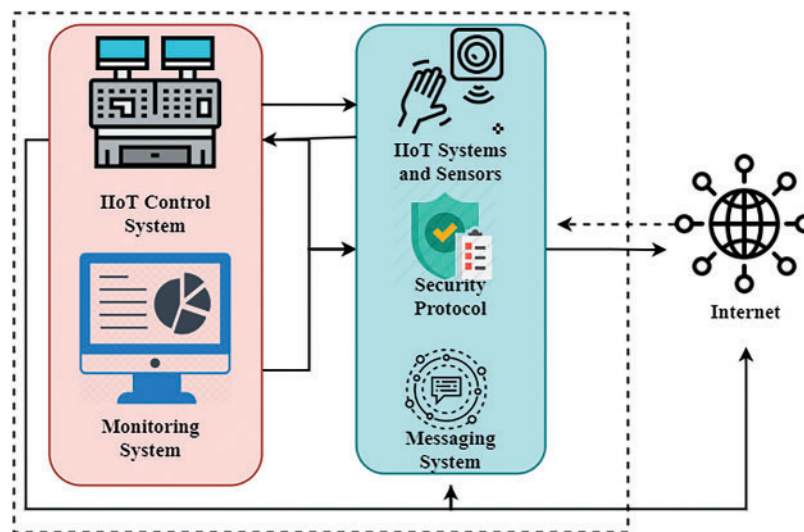 IIoT Control
System
Monitoring
System
IIoT Systems
and Sensors
Security
Protocol
Messaging
System
Internet